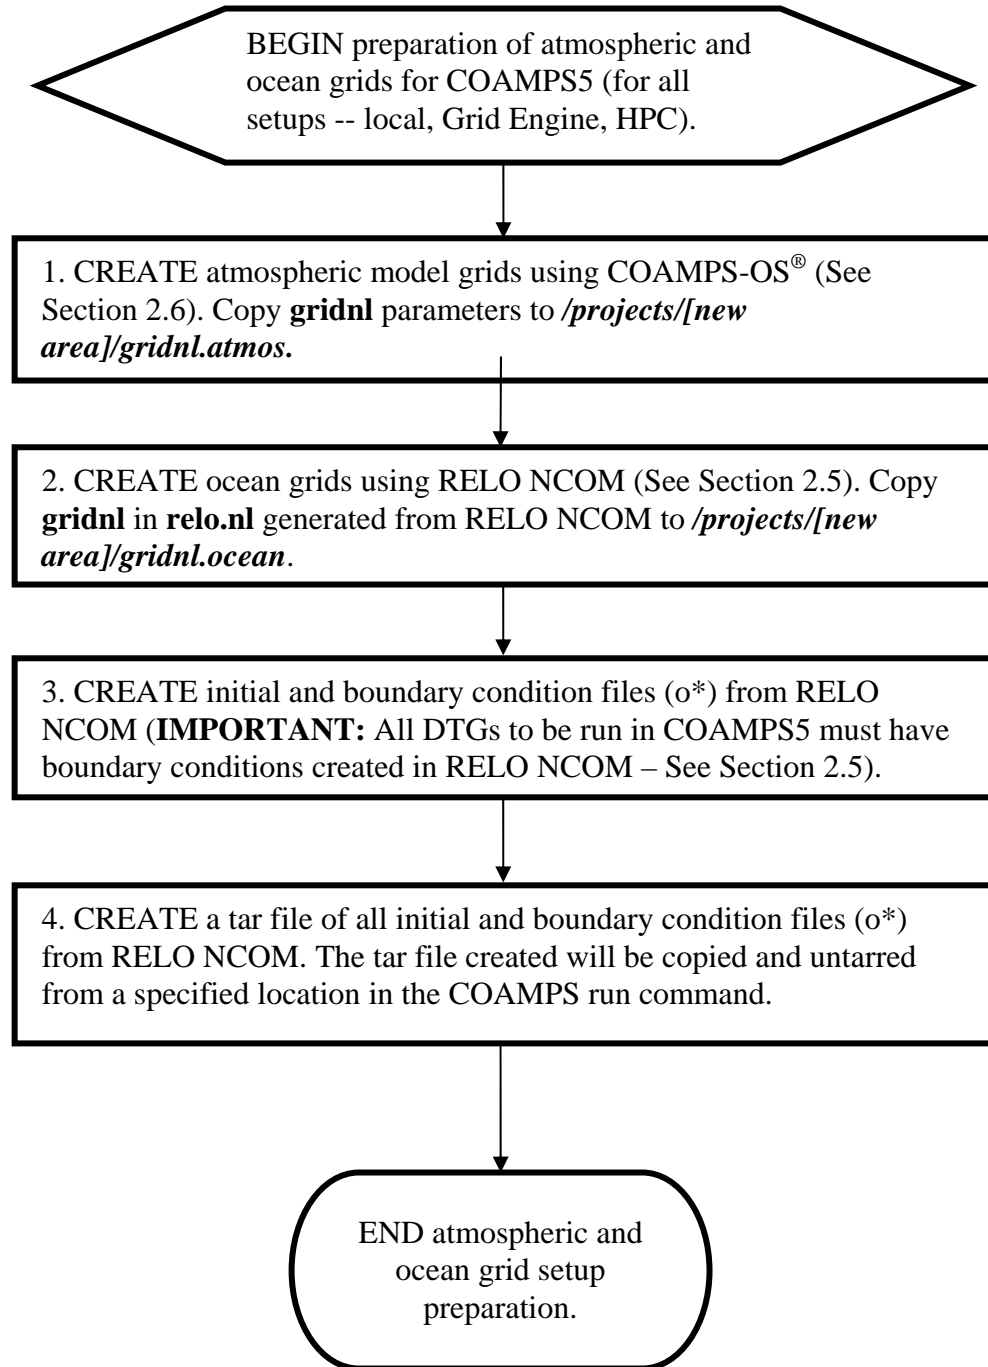 BEGIN preparation of atmospheric and
ocean grids for COAMPS5 (for all
setups -- local, Grid Engine, HPC).
1. CREATE atmospheric model grids using COAMPS-OS® (See
Section 2.6). Copy gridnl parameters to /projects/[new
area]/gridnl.atmos.
2. CREATE ocean grids using RELO NCOM (See Section 2.5). Copy
gridnl in relo.nl generated from RELO NCOM to /projects/[new
area]/gridnl.ocean.
3. CREATE initial and boundary condition files (o*) from RELO
NCOM (IMPORTANT: All DTGs to be run in COAMPS5 must have
boundary conditions created in RELO NCOM – See Section 2.5).
4. CREATE a tar file of all initial and boundary condition files (o*)
from RELO NCOM. The tar file created will be copied and untarred
from a specified location in the COAMPS run command.
END atmospheric and
ocean grid setup
preparation.